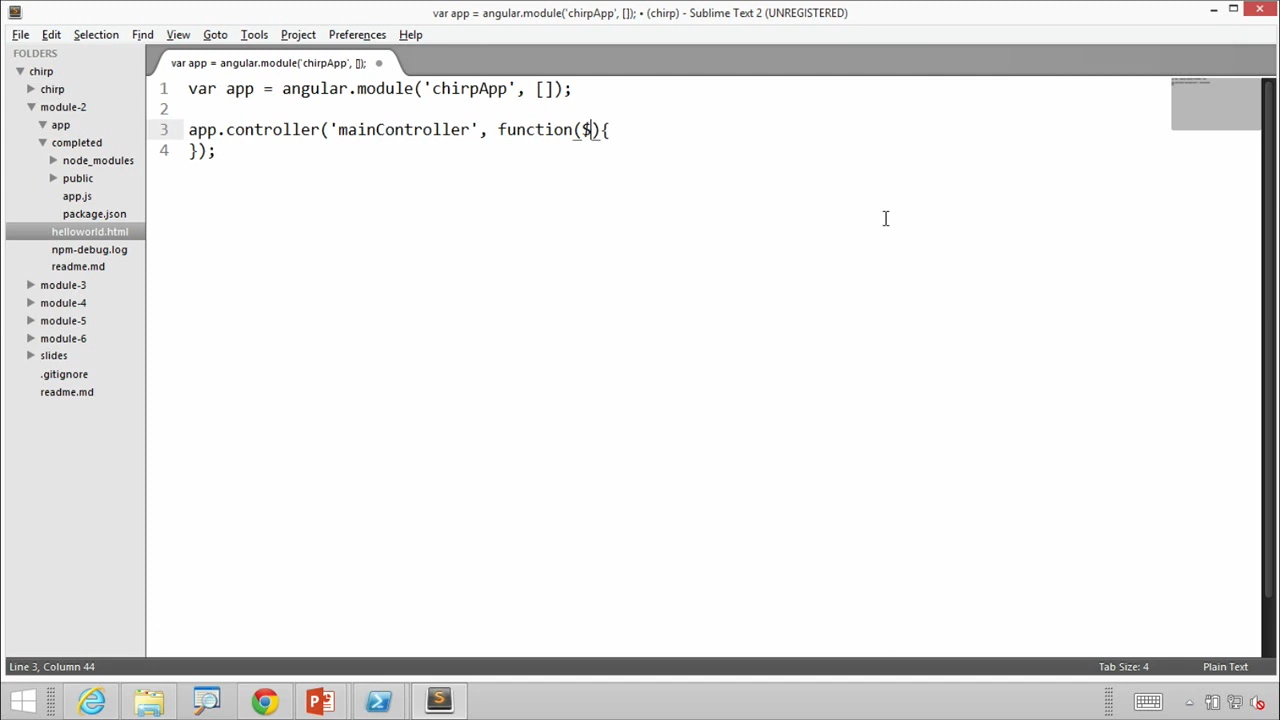 var app = angular.module('chirpApp', []); • (chirp) - Sublime Text 2 (UNREGISTERED)
File Edit Selection Find View Goto Tools Project Preferences Help
FOLDERS
chirp
chirp
module-2
app
completed
node_modules
public
app.js
package.json
helloworld.html
npm-debug.log
readme.md
module-3
module-4
module-5
module-6
slides
.gitignore
readme.md
var app = angular.module('chirpApp', []);
1 var app = angular.module('chirpApp', []);
2
3 app.controller('mainController', function($){
4 });
Line 3, Column 44 Tab Size: 4 Plain Text